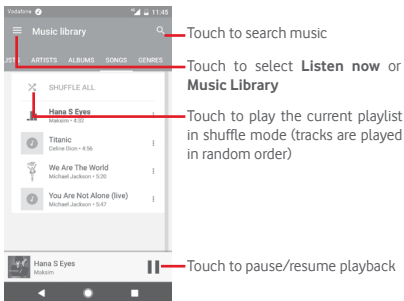 Vodafone
11:45
Music library
ISTS ARTISTS ALBUMS SONGS GENRES
SHUFFLE ALL
Hana S Eyes
Maksim • 4:32
Titanic
Celine Dion • 4:56
We Are The World
Michael Jackson • 5:20
You Are Not Alone (live)
Michael Jackson • 5:47
Hana S Eyes
Maksim
Touch to search music
Touch to select Listen now or
Music Library
Touch to play the current playlist
in shuffle mode (tracks are played
in random order)
Touch to pause/resume playback